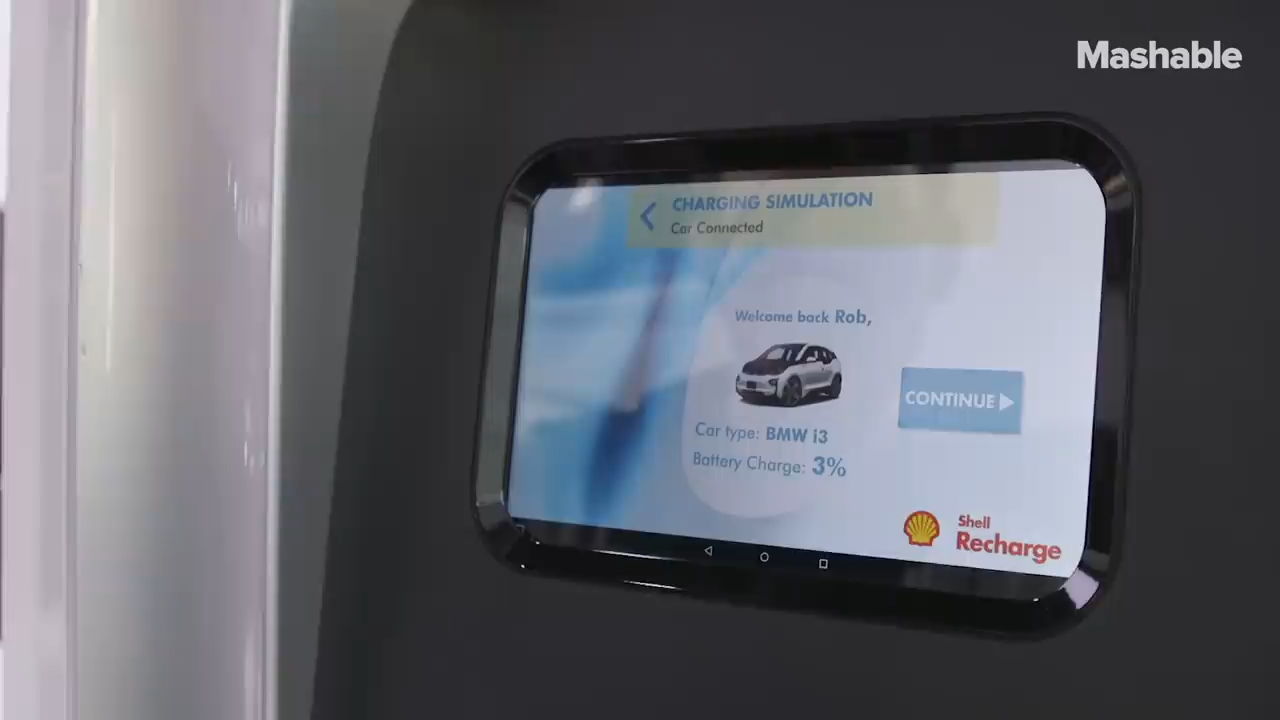 Mashable
CHARGING SIMULATION
Car Connected
Welcome back Rob,
CONTINUE
Car type: BMW i3
Battery Charge: 3%
Shell
Recharge